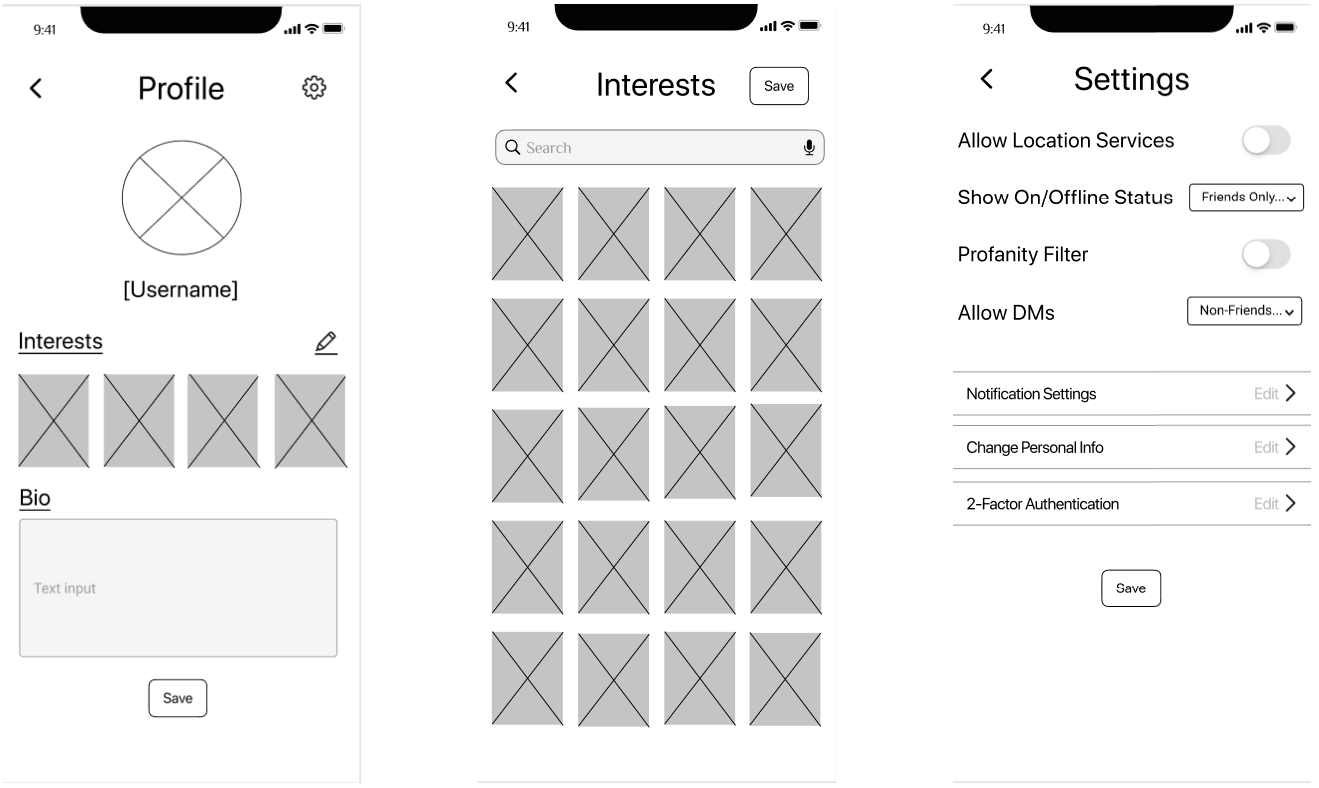 9:41
Profile
[Username]
Interests
Bio
Text input
Save
9:41
Interests
Save
Search
9:41
Settings
Allow Location Services
Show On/Offline Status
Friends Only...
Profanity Filter
Allow DMs
Non-Friends...
Notification Settings
Edit
Change Personal Info
Edit
2-Factor Authentication
Edit
Save